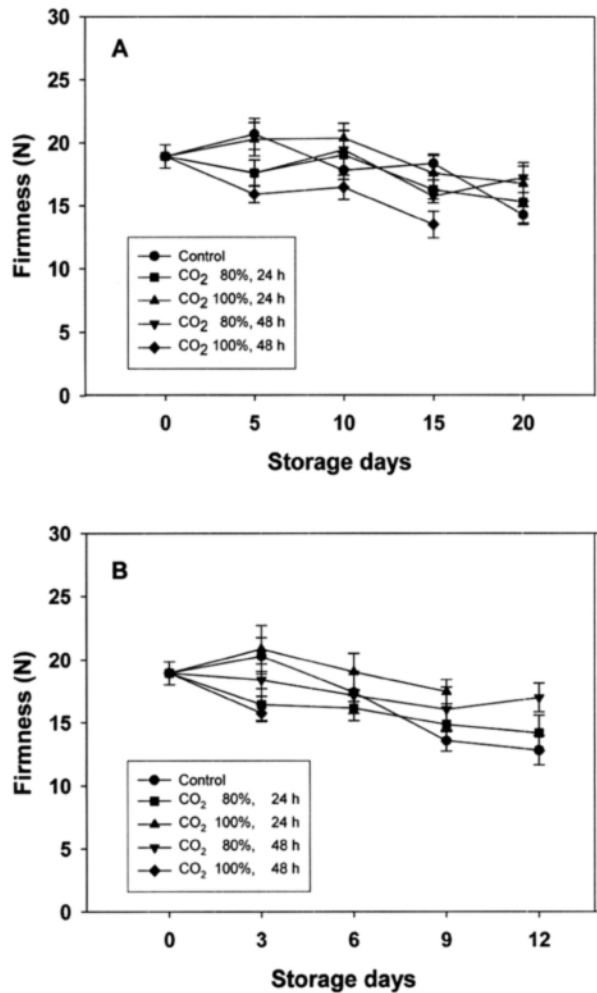 30
A
25
20
15
10
5
0
Firmness (N)
Control
CO2 80%, 24 h
CO2 100%, 24 h
CO2 80%, 48 h
CO2 100%, 48 h
0 5 10 15 20
Storage days
30
B
25
20
15
10
5
0
Firmness (N)
Control
CO2 80%, 24 h
CO2 100%, 24 h
CO2 80%, 48 h
CO2 100%, 48 h
0 3 6 9 12
Storage days